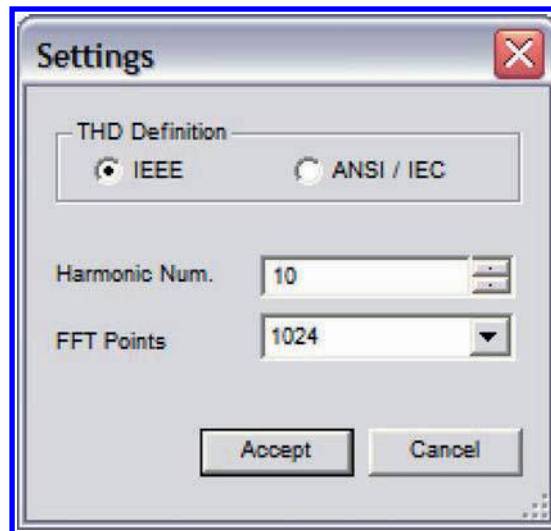 Settings
THD Definition
IEEE ANSI / IEC
Harmonic Num. 10
FFT Points 1024
Accept Cancel